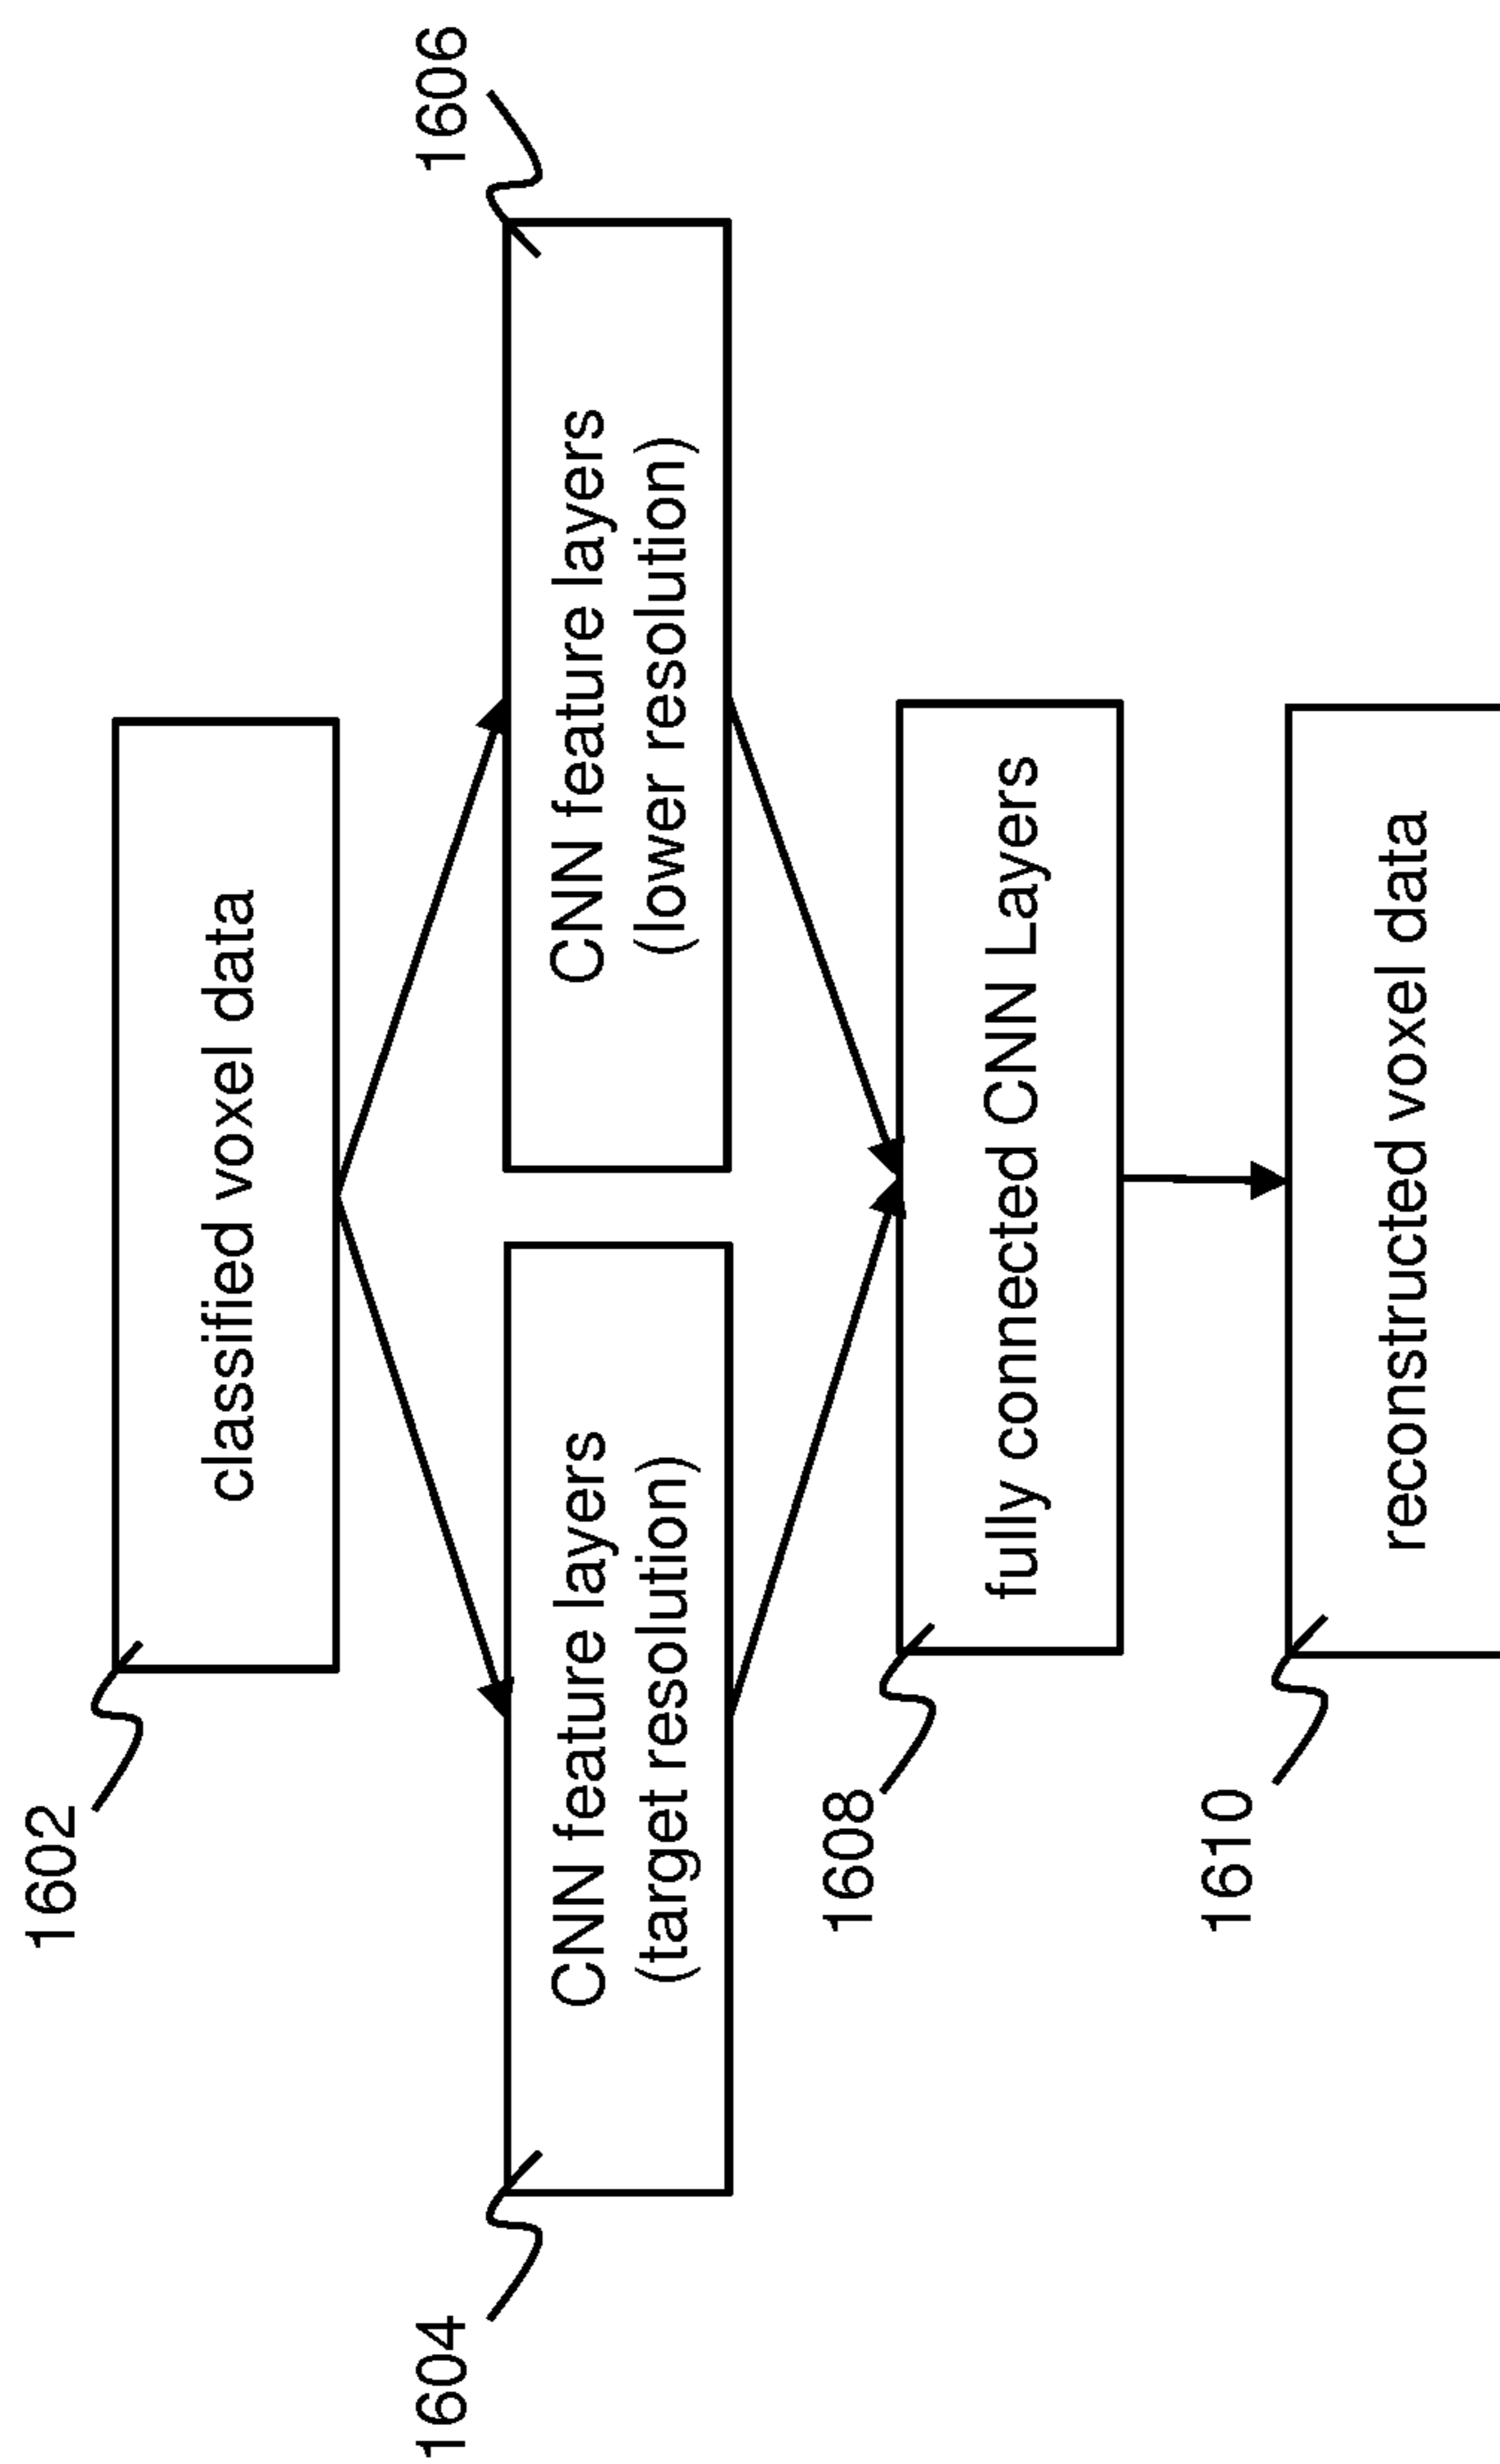 1602
classified voxel data
1604
CNN feature layers
(target resolution)
1606
CNN feature layers
(lower resolution)
1608
fully connected CNN Layers
1610
reconstructed voxel data